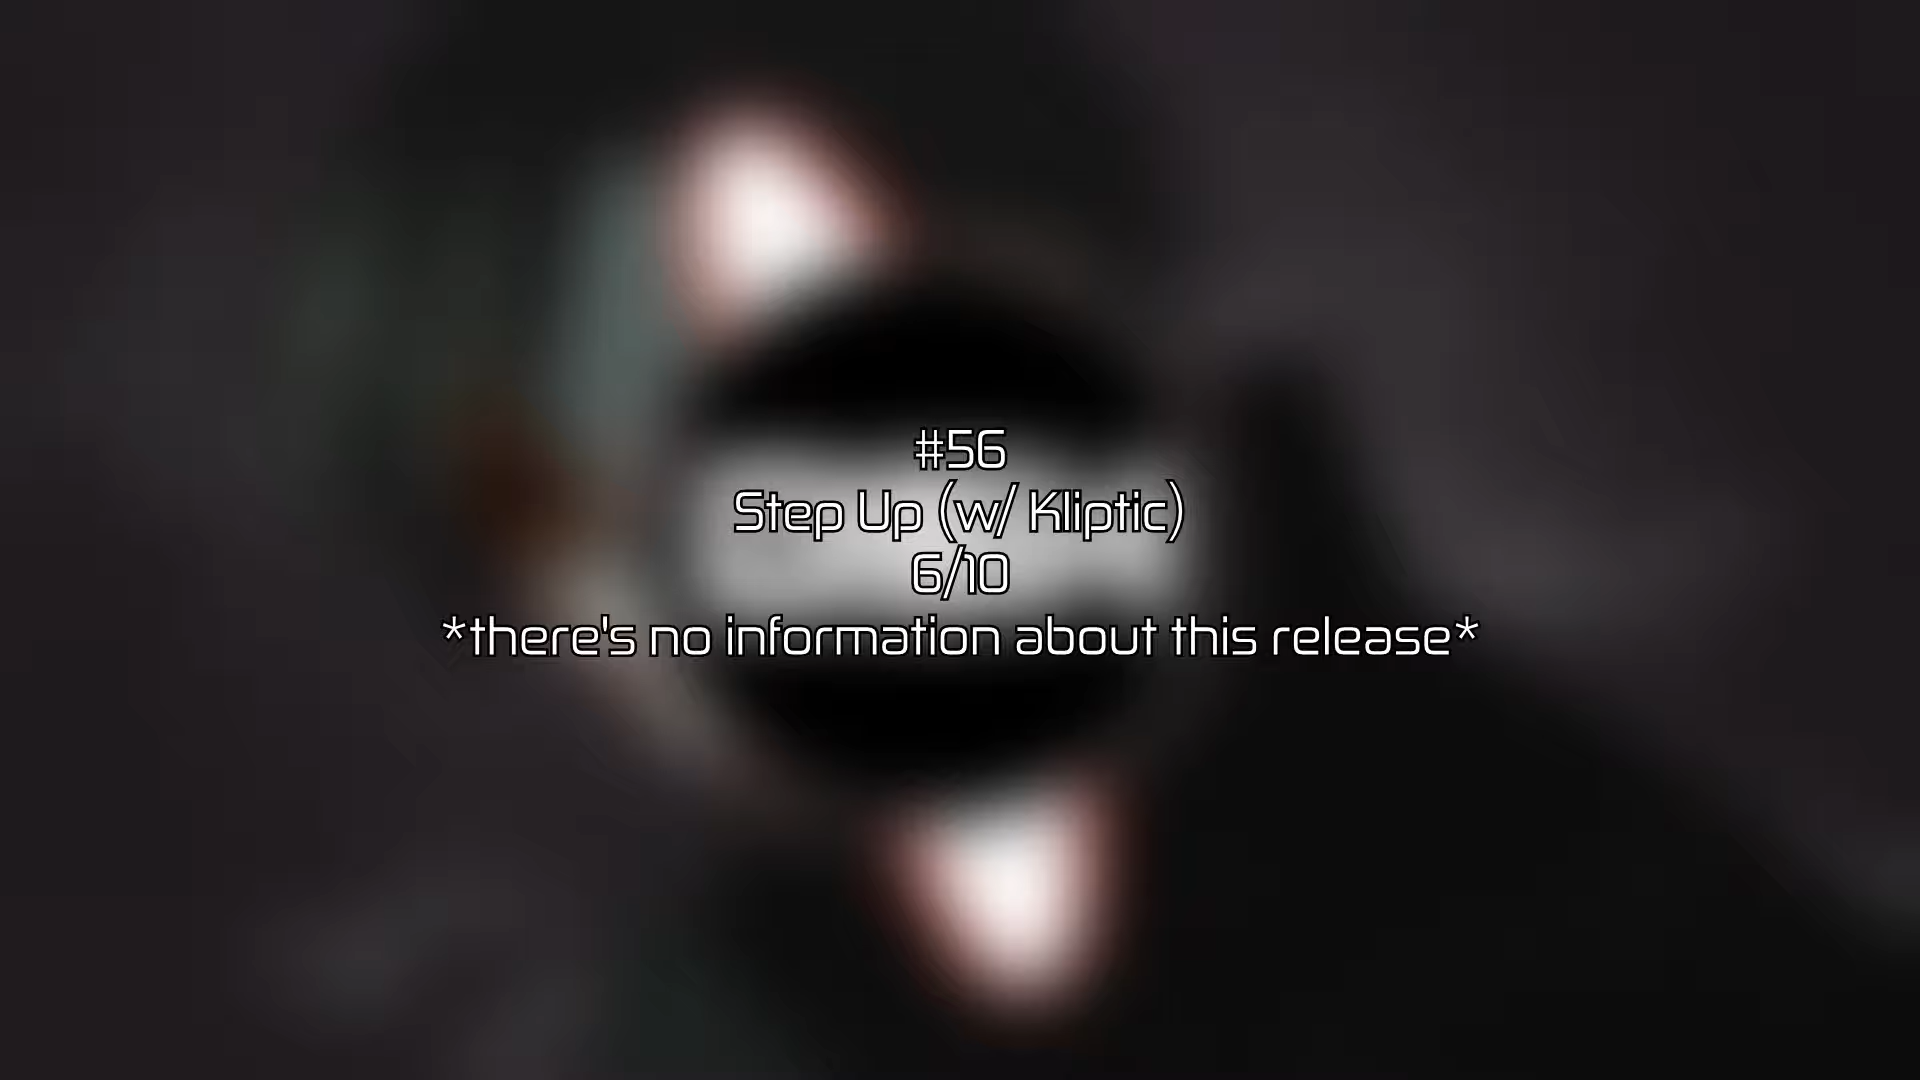 #56
Step Up (w/ Kliptic)
6/10
*there's no information about this release*